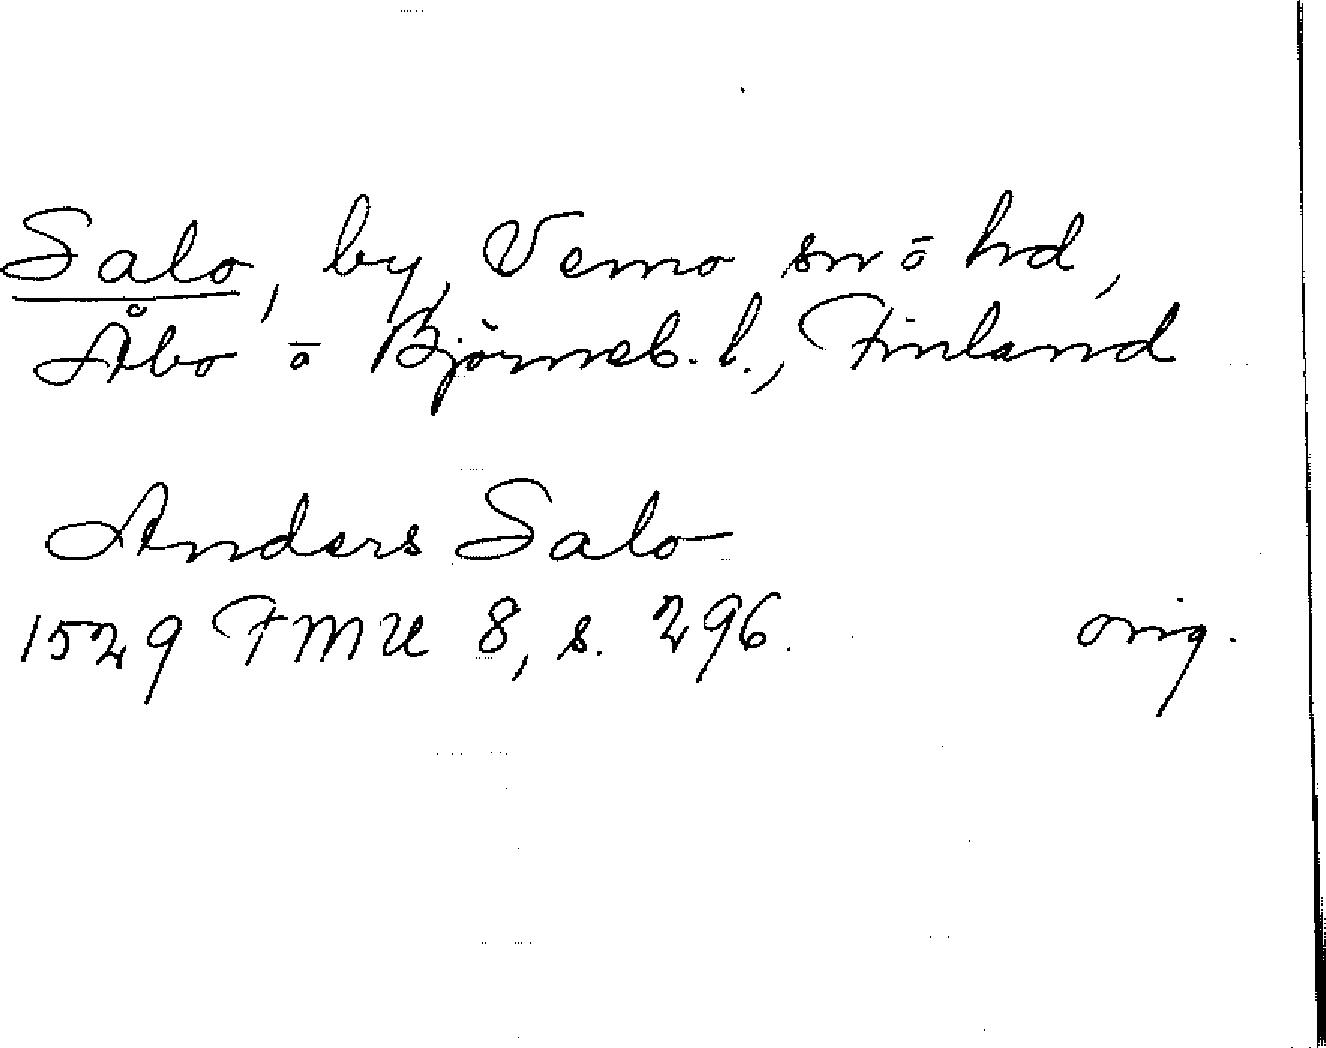 Salo, by, Vemo sn ō hd,
Åbo ō Björneb. l., Finland
Anders Salo
1529 FMU 8, s. 296. orig.